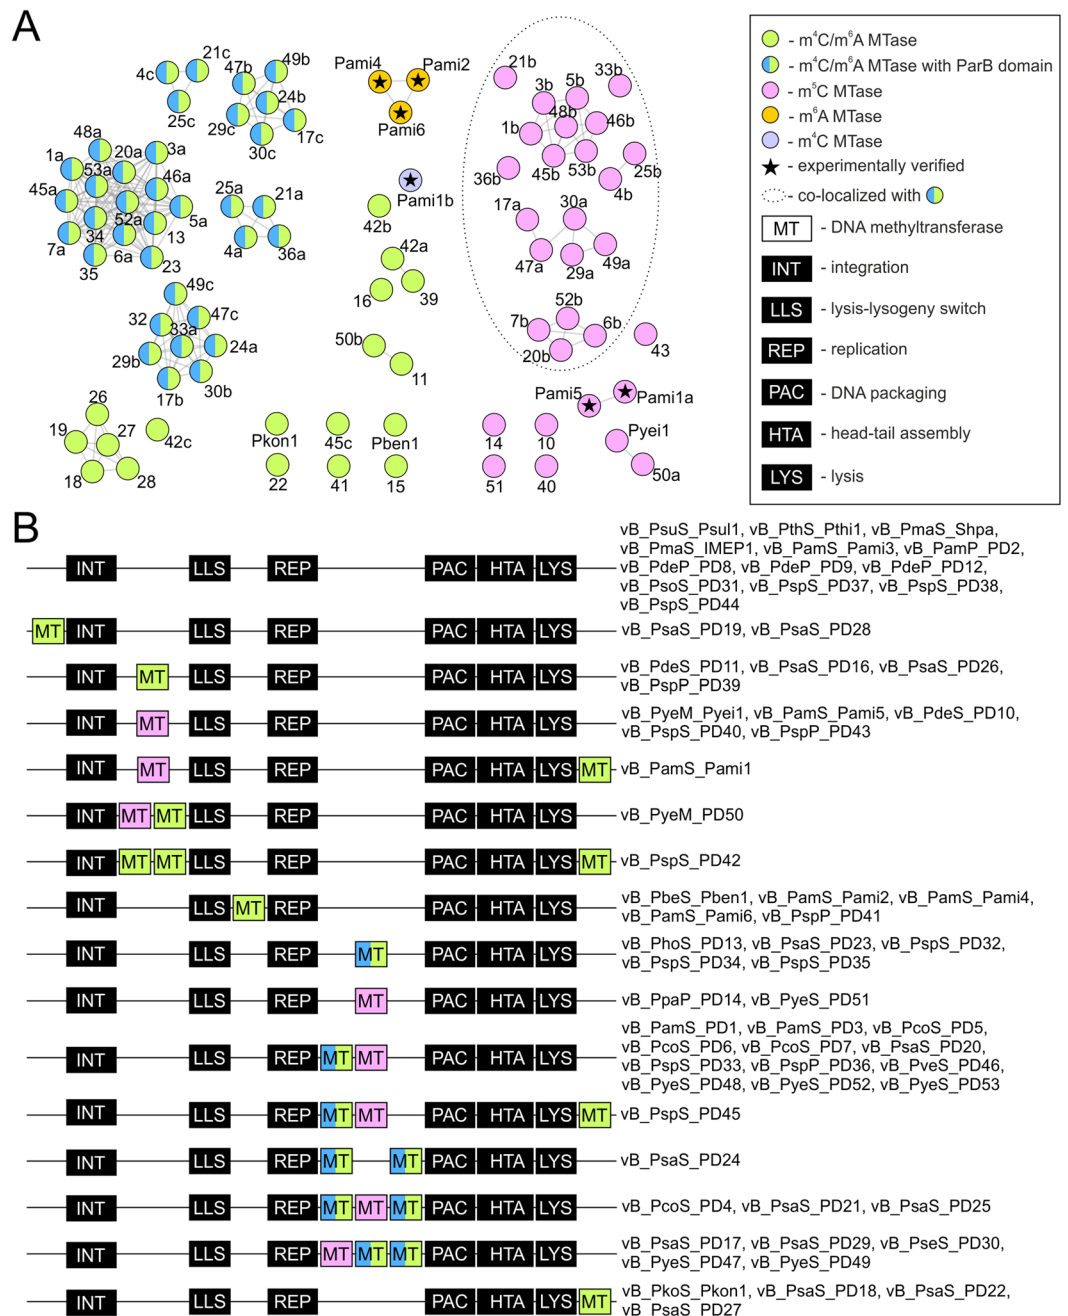 A
4c
21c
25c
47b
49b
24b
29c
17c
30c
Pami4
Pami2
Pami6
Pami1b
42b
42a
16
39
50b
11
48a
20a
3a
1a
53a
46a
45a
52a
5a
34
13
7a
6a
35
23
25a
21a
4a
36a
49c
32
47c
33a
24a
29b
17b
30b
26
19
27
18
28
42c
Pkon1
22
45c
41
Pben1
15
21b
33b
3b
5b
48b
46b
1b
45b
53b
25b
36b
4b
17a
30a
47a
29a
49a
52b
7b
6b
20b
43
Pami5
Pami1a
Pyei1
50a
14
10
51
40
- m⁴C/m⁶A MTase
- m⁴C/m⁶A MTase with ParB domain
- m⁵C MTase
- m⁶A MTase
- m⁴C MTase
- experimentally verified
- co-localized with
MT - DNA methyltransferase
INT - integration
LLS - lysis-lysogeny switch
REP - replication
PAC - DNA packaging
HTA - head-tail assembly
LYS - lysis
B
INT LLS REP PAC HTA LYS
vB_PsuS_Psul1, vB_PthS_Pthi1, vB_PmaS_Shpa,
vB_PmaS_IMEP1, vB_PamS_Pami3, vB_PamP_PD2,
vB_PdeP_PD8, vB_PdeP_PD9, vB_PdeP_PD12,
vB_PsoS_PD31, vB_PspS_PD37, vB_PspS_PD38,
vB_PspS_PD44
MT INT LLS REP PAC HTA LYS vB_PsaS_PD19, vB_PsaS_PD28
INT MT LLS REP PAC HTA LYS
vB_PdeS_PD11, vB_PsaS_PD16, vB_PsaS_PD26,
vB_PspP_PD39
INT MT LLS REP PAC HTA LYS
vB_PyeM_Pyei1, vB_PamS_Pami5, vB_PdeS_PD10,
vB_PspS_PD40, vB_PspP_PD43
INT MT LLS REP PAC HTA LYS MT vB_PamS_Pami1
INT MT MT LLS REP PAC HTA LYS vB_PyeM_PD50
INT MT MT LLS REP PAC HTA LYS MT vB_PspS_PD42
INT LLS MT REP PAC HTA LYS
vB_PbeS_Pben1, vB_PamS_Pami2, vB_PamS_Pami4,
vB_PamS_Pami6, vB_PspP_PD41
INT LLS REP MT PAC HTA LYS
vB_PhoS_PD13, vB_PsaS_PD23, vB_PspS_PD32,
vB_PspS_PD34, vB_PspS_PD35
INT LLS REP MT PAC HTA LYS vB_PpaP_PD14, vB_PyeS_PD51
INT LLS REP MT MT PAC HTA LYS
vB_PamS_PD1, vB_PamS_PD3, vB_PcoS_PD5,
vB_PcoS_PD6, vB_PcoS_PD7, vB_PsaS_PD20,
vB_PspS_PD33, vB_PspP_PD36, vB_PveS_PD46,
vB_PyeS_PD48, vB_PyeS_PD52, vB_PyeS_PD53
INT LLS REP MT MT PAC HTA LYS MT vB_PspS_PD45
INT LLS REP MT MT PAC HTA LYS vB_PsaS_PD24
INT LLS REP MT MT MT PAC HTA LYS vB_PcoS_PD4, vB_PsaS_PD21, vB_PsaS_PD25
INT LLS REP MT MT MT PAC HTA LYS
vB_PsaS_PD17, vB_PsaS_PD29, vB_PseS_PD30,
vB_PyeS_PD47, vB_PyeS_PD49
INT LLS REP PAC HTA LYS MT
vB_PkoS_Pkon1, vB_PsaS_PD18, vB_PsaS_PD22,
vB_PsaS_PD27